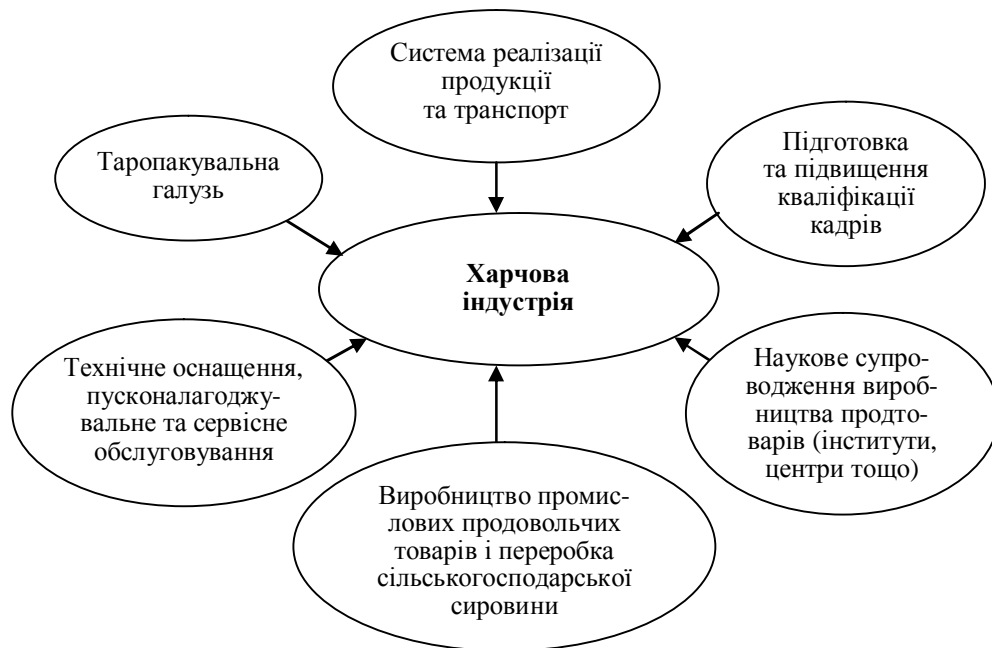 Система реалізації
продукції
та транспорт
Таропакувальна
галузь
Підготовка
та підвищення
кваліфікації
кадрів
Харчова
індустрія
Технічне оснащення,
пусконалагоджу-
вальне та сервісне
обслуговування
Наукове супро-
водження вироб-
ництва продто-
варів (інститути,
центри тощо)
Виробництво промис-
лових продовольчих
товарів і переробка
сільськогосподарської
сировини